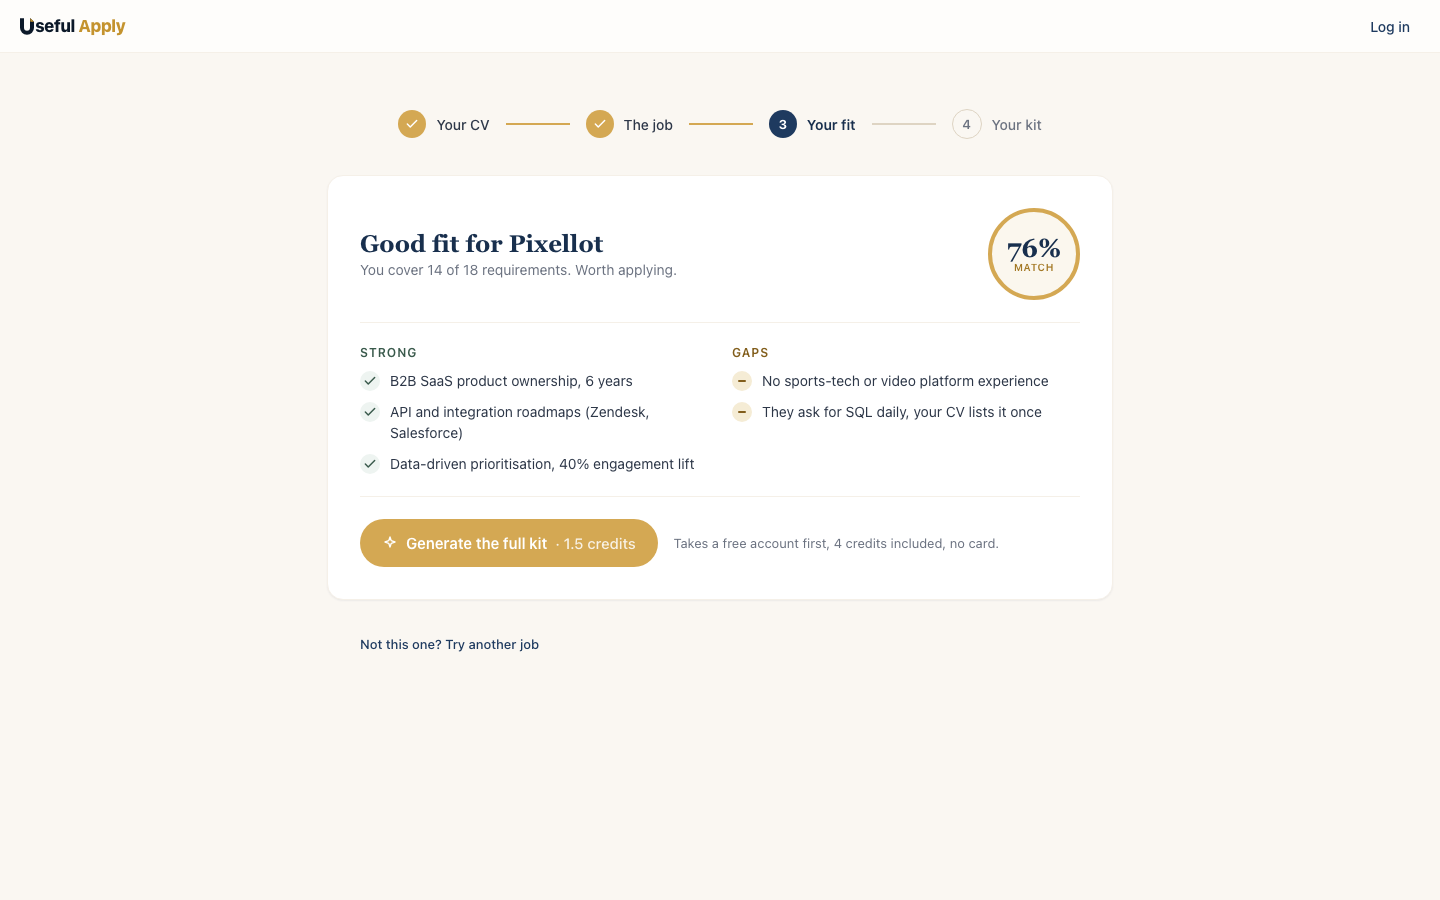 Useful Apply
Log in
Your CV
The job
3 Your fit
4 Your kit
Good fit for Pixellot
You cover 14 of 18 requirements. Worth applying.
76%
MATCH
STRONG
B2B SaaS product ownership, 6 years
API and integration roadmaps (Zendesk,
Salesforce)
Data-driven prioritisation, 40% engagement lift
GAPS
No sports-tech or video platform experience
They ask for SQL daily, your CV lists it once
Generate the full kit · 1.5 credits
Takes a free account first, 4 credits included, no card.
Not this one? Try another job